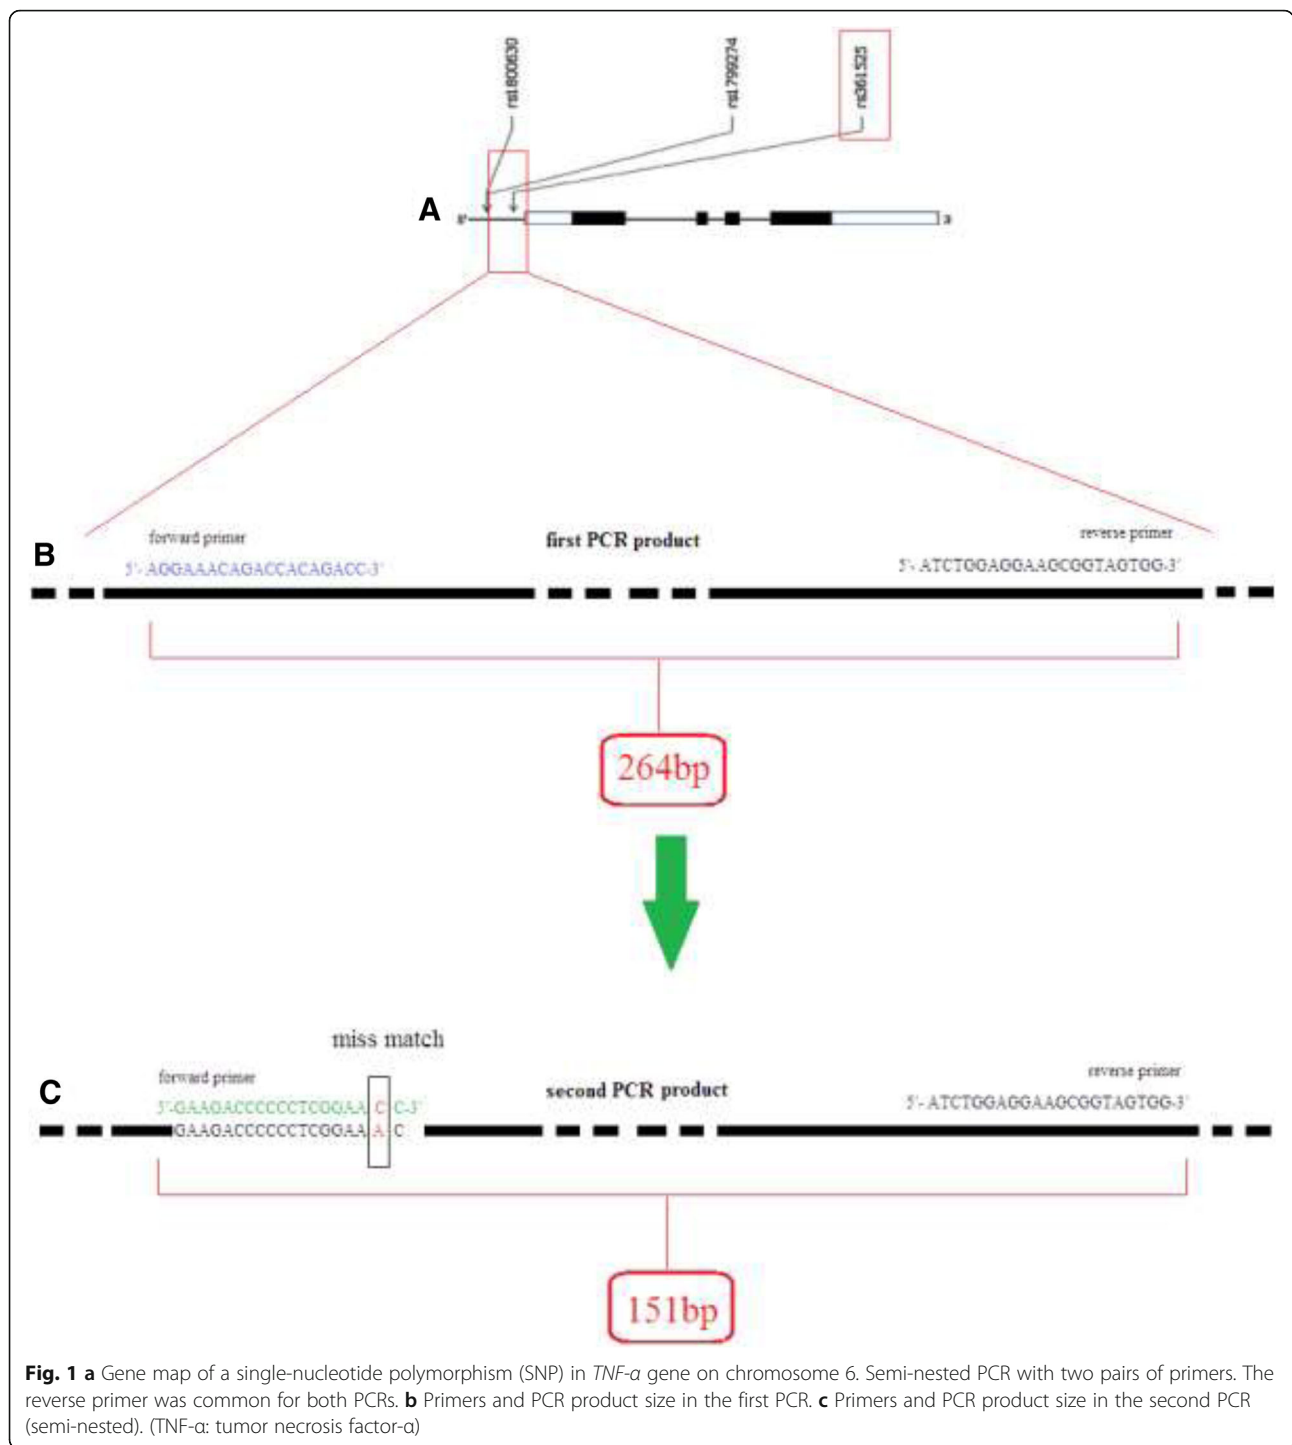 rs1800630
rs1799274
rs361525
A
5'
3
forward primer
first PCR product
reverse primer
B
5'- AGGAAACAGACCACAGACC-3'
5'- ATCTGGAGGAAGCGGTAGTGG-3'
264bp
miss match
C
forward primer
second PCR product
reverse primer
5'-GAAGACCCCCCTCGGAA C C-3'
5'- ATCTGGAGGAAGCGGTAGTGG-3'
GAAGACCCCCCTCGGAA A C
151bp
Fig. 1 a Gene map of a single-nucleotide polymorphism (SNP) in TNF-α gene on chromosome 6. Semi-nested PCR with two pairs of primers. The
reverse primer was common for both PCRs. b Primers and PCR product size in the first PCR. c Primers and PCR product size in the second PCR
(semi-nested). (TNF-α: tumor necrosis factor-α)